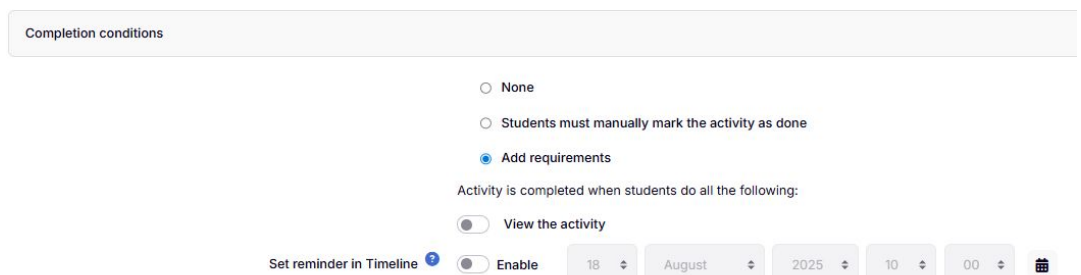 Completion conditions
None
Students must manually mark the activity as done
Add requirements
Activity is completed when students do all the following:
View the activity
Set reminder in Timeline ? Enable 18 August 2025 10 00